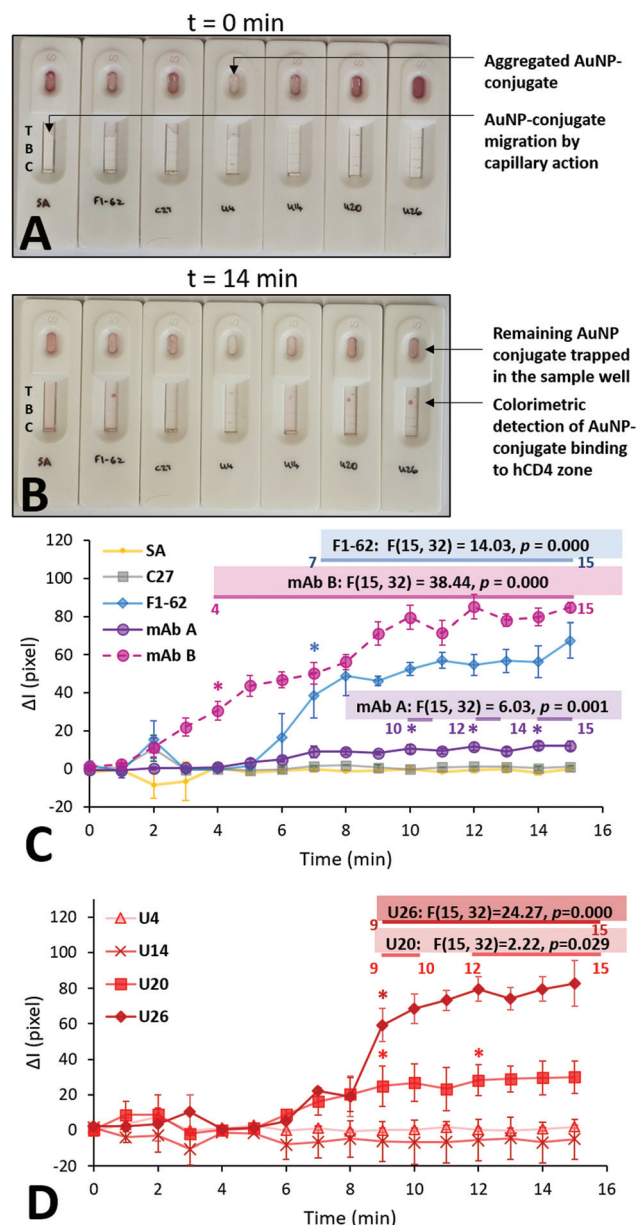 t = 0 min
S
S
S
S
S
S
S
T
B
C
SA
F1-62
C27
U4
U14
U20
U26
A
Aggregated AuNP-
conjugate
AuNP-conjugate
migration by
capillary action
t = 14 min
S
S
S
S
S
S
S
T
B
C
SA
F1-62
C27
U4
U14
U20
U26
B
Remaining AuNP
conjugate trapped
in the sample well
Colorimetric
detection of AuNP-
conjugate binding
to hCD4 zone
120
100
80
60
40
20
0
-20
ΔI (pixel)
SA
C27
F1-62
mAb A
mAb B
F1-62: F(15, 32) = 14.03, p = 0.000
7
15
mAb B: F(15, 32) = 38.44, p = 0.000
4
15
*
*
mAb A: F(15, 32) = 6.03, p = 0.001
10 * 12 * 14 * 15
0 2 4 6 8 10 12 14 16
Time (min)
C
120
100
80
60
40
20
0
-20
ΔI (pixel)
U4
U14
U20
U26
U26: F(15, 32)=24.27, p=0.000
9
15
U20: F(15, 32)=2.22, p=0.029
9 10 12 15
*
* *
0 2 4 6 8 10 12 14 16
Time (min)
D